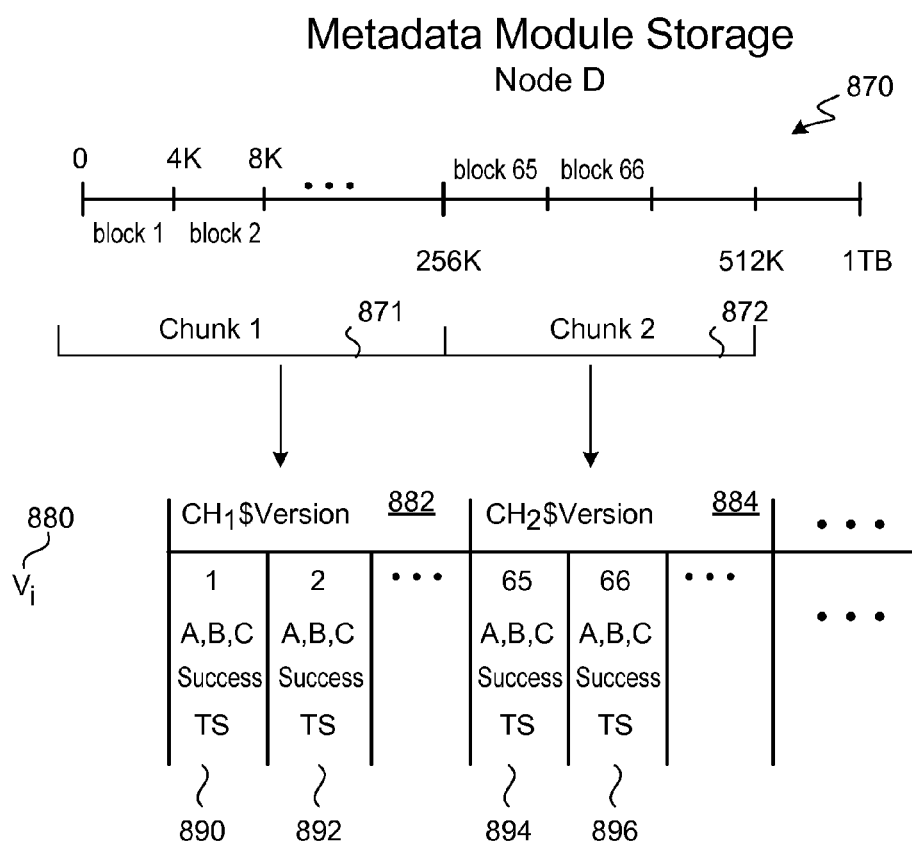 Metadata Module Storage
Node D
870
0 4K 8K • • • block 65 block 66
block 1 block 2
256K 512K 1TB
Chunk 1 871 Chunk 2 872
880 CH1$Version 882 CH2$Version 884 • • •
Vi 1 2 • • • 65 66 • • • • • •
A,B,C A,B,C A,B,C A,B,C
Success Success Success Success
TS TS TS TS
890 892 894 896